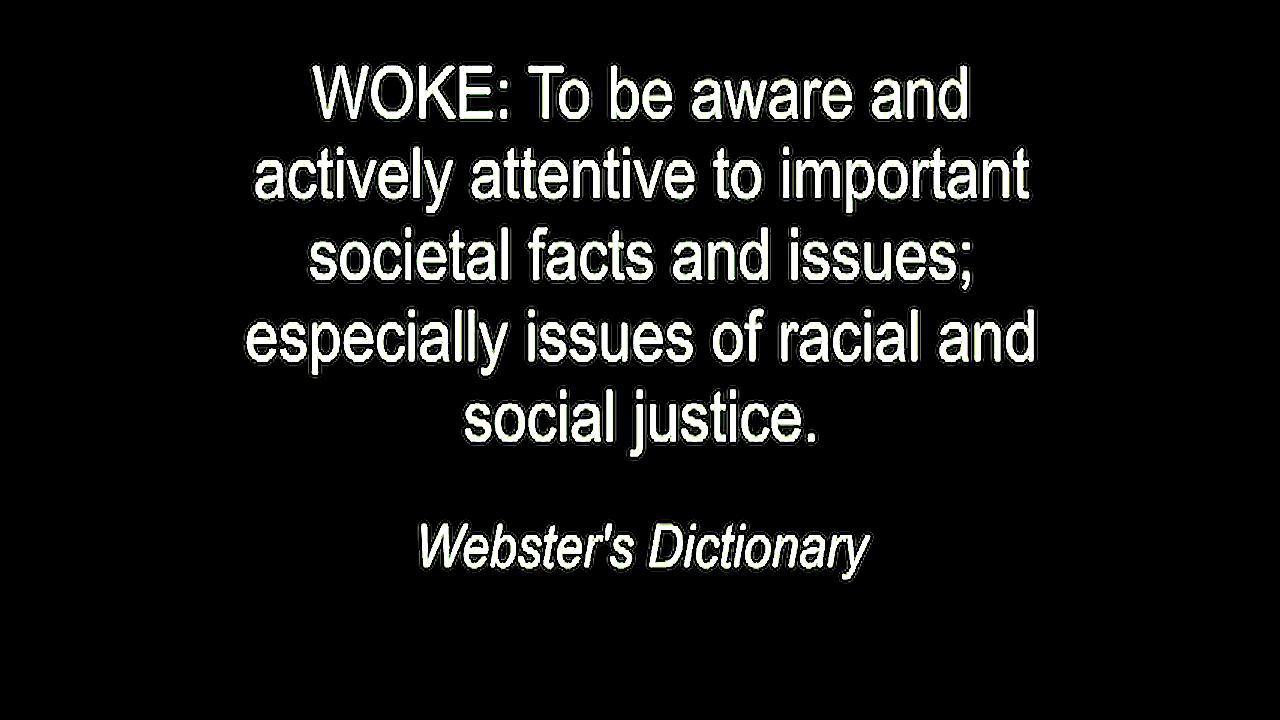 WOKE: To be aware and
actively attentive to important
societal facts and issues;
especially issues of racial and
social justice.
Webster's Dictionary